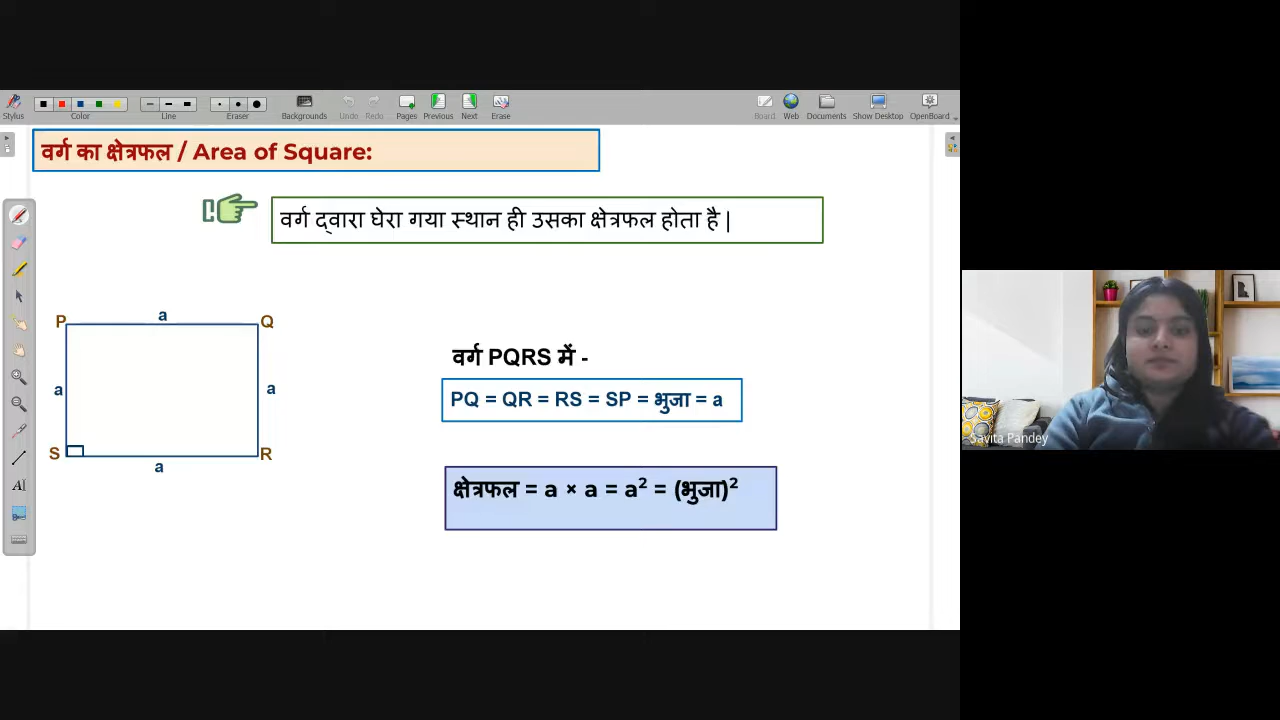 Stylus Color Line Eraser Backgrounds Undo Redo Pages Previous Next Erase Board Web Documents Show Desktop OpenBoard
वर्ग का क्षेत्रफल / Area of Square:
वर्ग द्वारा घेरा गया स्थान ही उसका क्षेत्रफल होता है |
P a Q
a a
S R
a
वर्ग PQRS में -
PQ = QR = RS = SP = भुजा = a
क्षेत्रफल = a × a = a² = (भुजा)²
Savita Pandey